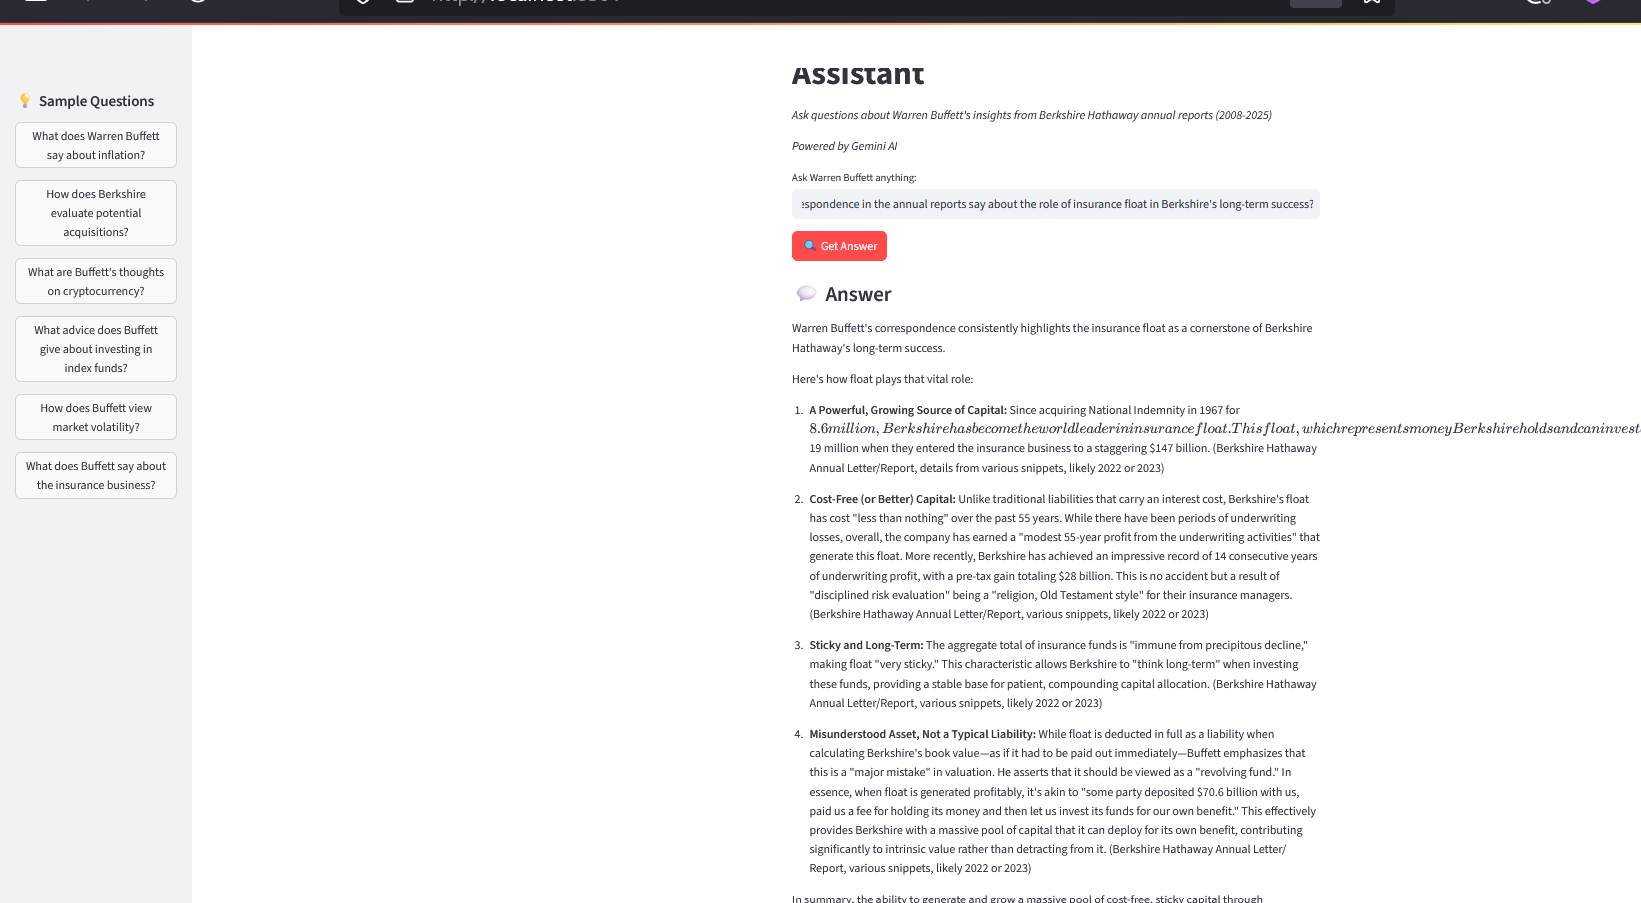 Sample Questions
What does Warren Buffett
say about inflation?
How does Berkshire
evaluate potential
acquisitions?
What are Buffett's thoughts
on cryptocurrency?
What advice does Buffett
give about investing in
index funds?
How does Buffett view
market volatility?
What does Buffett say about
the insurance business?
Assistant
Ask questions about Warren Buffett's insights from Berkshire Hathaway annual reports (2008-2025)
Powered by Gemini AI
Ask Warren Buffett anything:
espondence in the annual reports say about the role of insurance float in Berkshire's long-term success?
Get Answer
Answer
Warren Buffett's correspondence consistently highlights the insurance float as a cornerstone of Berkshire
Hathaway's long-term success.
Here's how float plays that vital role:
1. A Powerful, Growing Source of Capital: Since acquiring National Indemnity in 1967 for
8.6million,Berkshirehasbecometheworldleaderininsurancefloat.Thisfloat,whichrepresentsmoneyBerkshireholdsandcaninvest
19 million when they entered the insurance business to a staggering $147 billion. (Berkshire Hathaway
Annual Letter/Report, details from various snippets, likely 2022 or 2023)
2. Cost-Free (or Better) Capital: Unlike traditional liabilities that carry an interest cost, Berkshire's float
has cost "less than nothing" over the past 55 years. While there have been periods of underwriting
losses, overall, the company has earned a "modest 55-year profit from the underwriting activities" that
generate this float. More recently, Berkshire has achieved an impressive record of 14 consecutive years
of underwriting profit, with a pre-tax gain totaling $28 billion. This is no accident but a result of
"disciplined risk evaluation" being a "religion, Old Testament style" for their insurance managers.
(Berkshire Hathaway Annual Letter/Report, various snippets, likely 2022 or 2023)
3. Sticky and Long-Term: The aggregate total of insurance funds is "immune from precipitous decline,"
making float "very sticky." This characteristic allows Berkshire to "think long-term" when investing
these funds, providing a stable base for patient, compounding capital allocation. (Berkshire Hathaway
Annual Letter/Report, various snippets, likely 2022 or 2023)
4. Misunderstood Asset, Not a Typical Liability: While float is deducted in full as a liability when
calculating Berkshire's book value—as if it had to be paid out immediately—Buffett emphasizes that
this is a "major mistake" in valuation. He asserts that it should be viewed as a "revolving fund." In
essence, when float is generated profitably, it's akin to "some party deposited $70.6 billion with us,
paid us a fee for holding its money and then let us invest its funds for our own benefit." This effectively
provides Berkshire with a massive pool of capital that it can deploy for its own benefit, contributing
significantly to intrinsic value rather than detracting from it. (Berkshire Hathaway Annual Letter/
Report, various snippets, likely 2022 or 2023)
In summary, the ability to generate and grow a massive pool of cost-free, sticky capital through